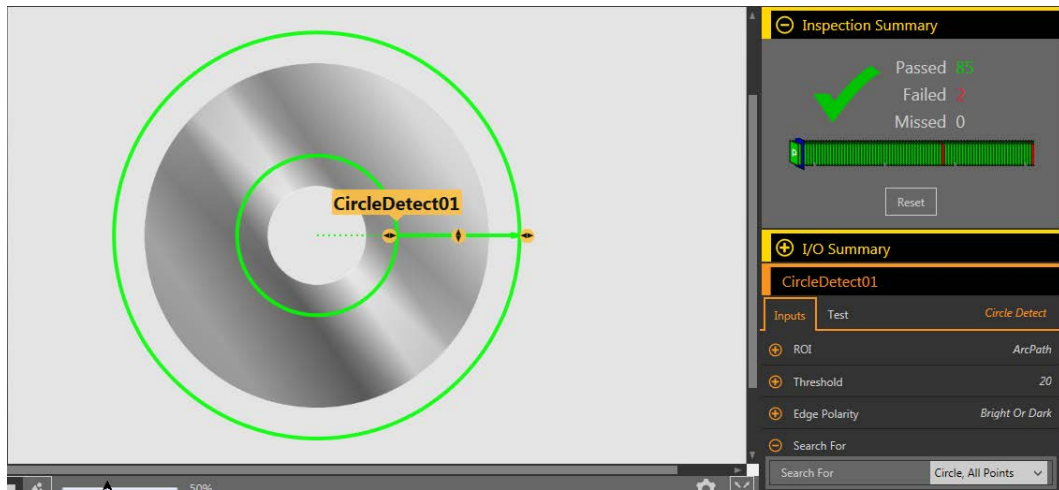 Inspection Summary
Passed 85
Failed 2
Missed 0
P
Reset
CircleDetect01
I/O Summary
CircleDetect01
Inputs Test Circle Detect
ROI ArcPath
Threshold 20
Edge Polarity Bright Or Dark
Search For
Search For Circle, All Points
50%